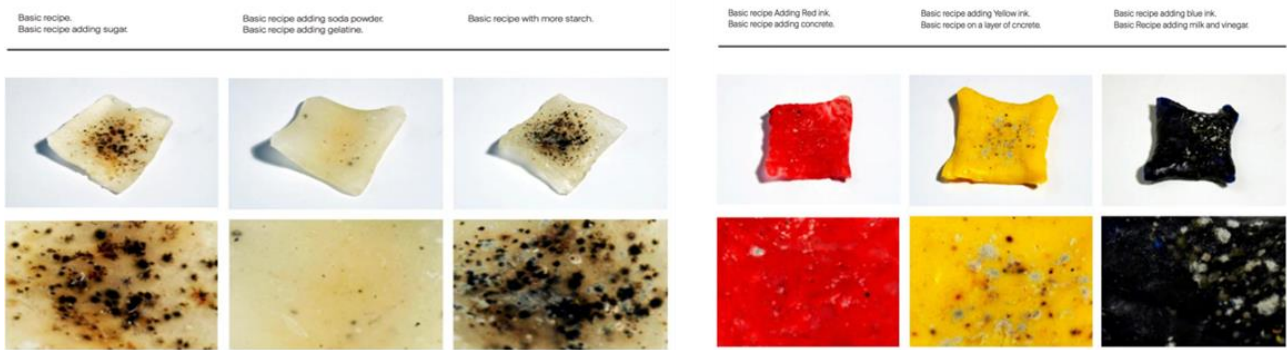 Basic recipe.
Basic recipe adding sugar.
Basic recipe adding soda powder.
Basic recipe adding gelatine.
Basic recipe with more starch.
Basic recipe Adding Red ink.
Basic recipe adding concrete.
Basic recipe adding Yellow ink.
Basic recipe on a layer of cncrete.
Basic recipe adding blue ink.
Basic Recipe adding milk and vinegar.